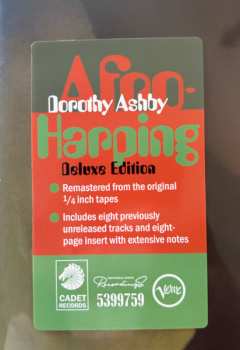 Afro-
Dorothy Ashby
Harping
Deluxe Edition
Remastered from the original
1/4 inch tapes
Includes eight previously
unreleased tracks and eight-
page insert with extensive notes
CADET
RECORDS
Recordings
5399759
Verve